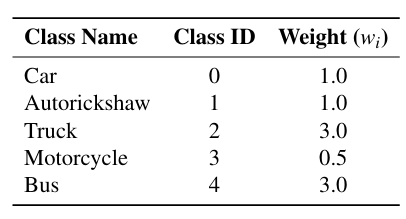 Class Name Class ID Weight (wᵢ)
Car 0 1.0
Autorickshaw 1 1.0
Truck 2 3.0
Motorcycle 3 0.5
Bus 4 3.0